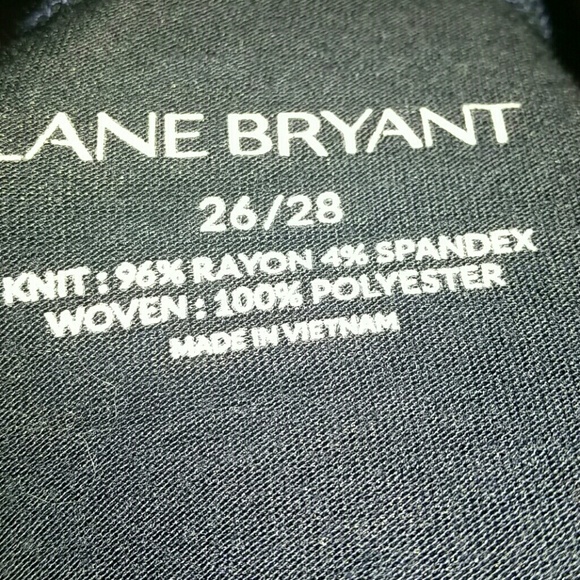 LANE BRYANT
26/28
KNIT : 96% RAYON 4% SPANDEX
WOVEN : 100% POLYESTER
MADE IN VIETNAM